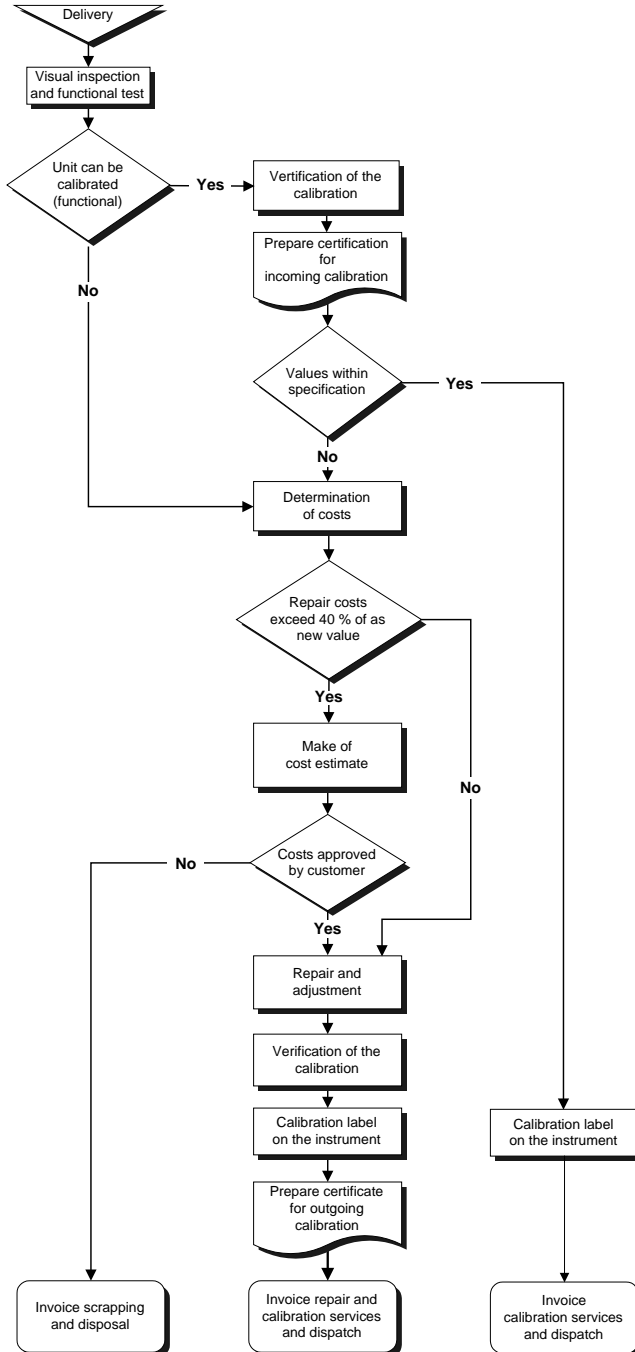 Delivery
Visual inspection
and functional test
Unit can be
calibrated
(functional)
Yes
Vertification of the
calibration
Prepare certification
for
incoming calibration
No
Values within
specification
Yes
No
Determination
of costs
Repair costs
exceed 40 % of as
new value
Yes
Make of
cost estimate
No
Costs approved
by customer
No
Yes
Repair and
adjustment
Verification of the
calibration
Calibration label
on the instrument
Calibration label
on the instrument
Prepare certificate
for outgoing
calibration
Invoice scrapping
and disposal
Invoice repair and
calibration services
and dispatch
Invoice
calibration services
and dispatch